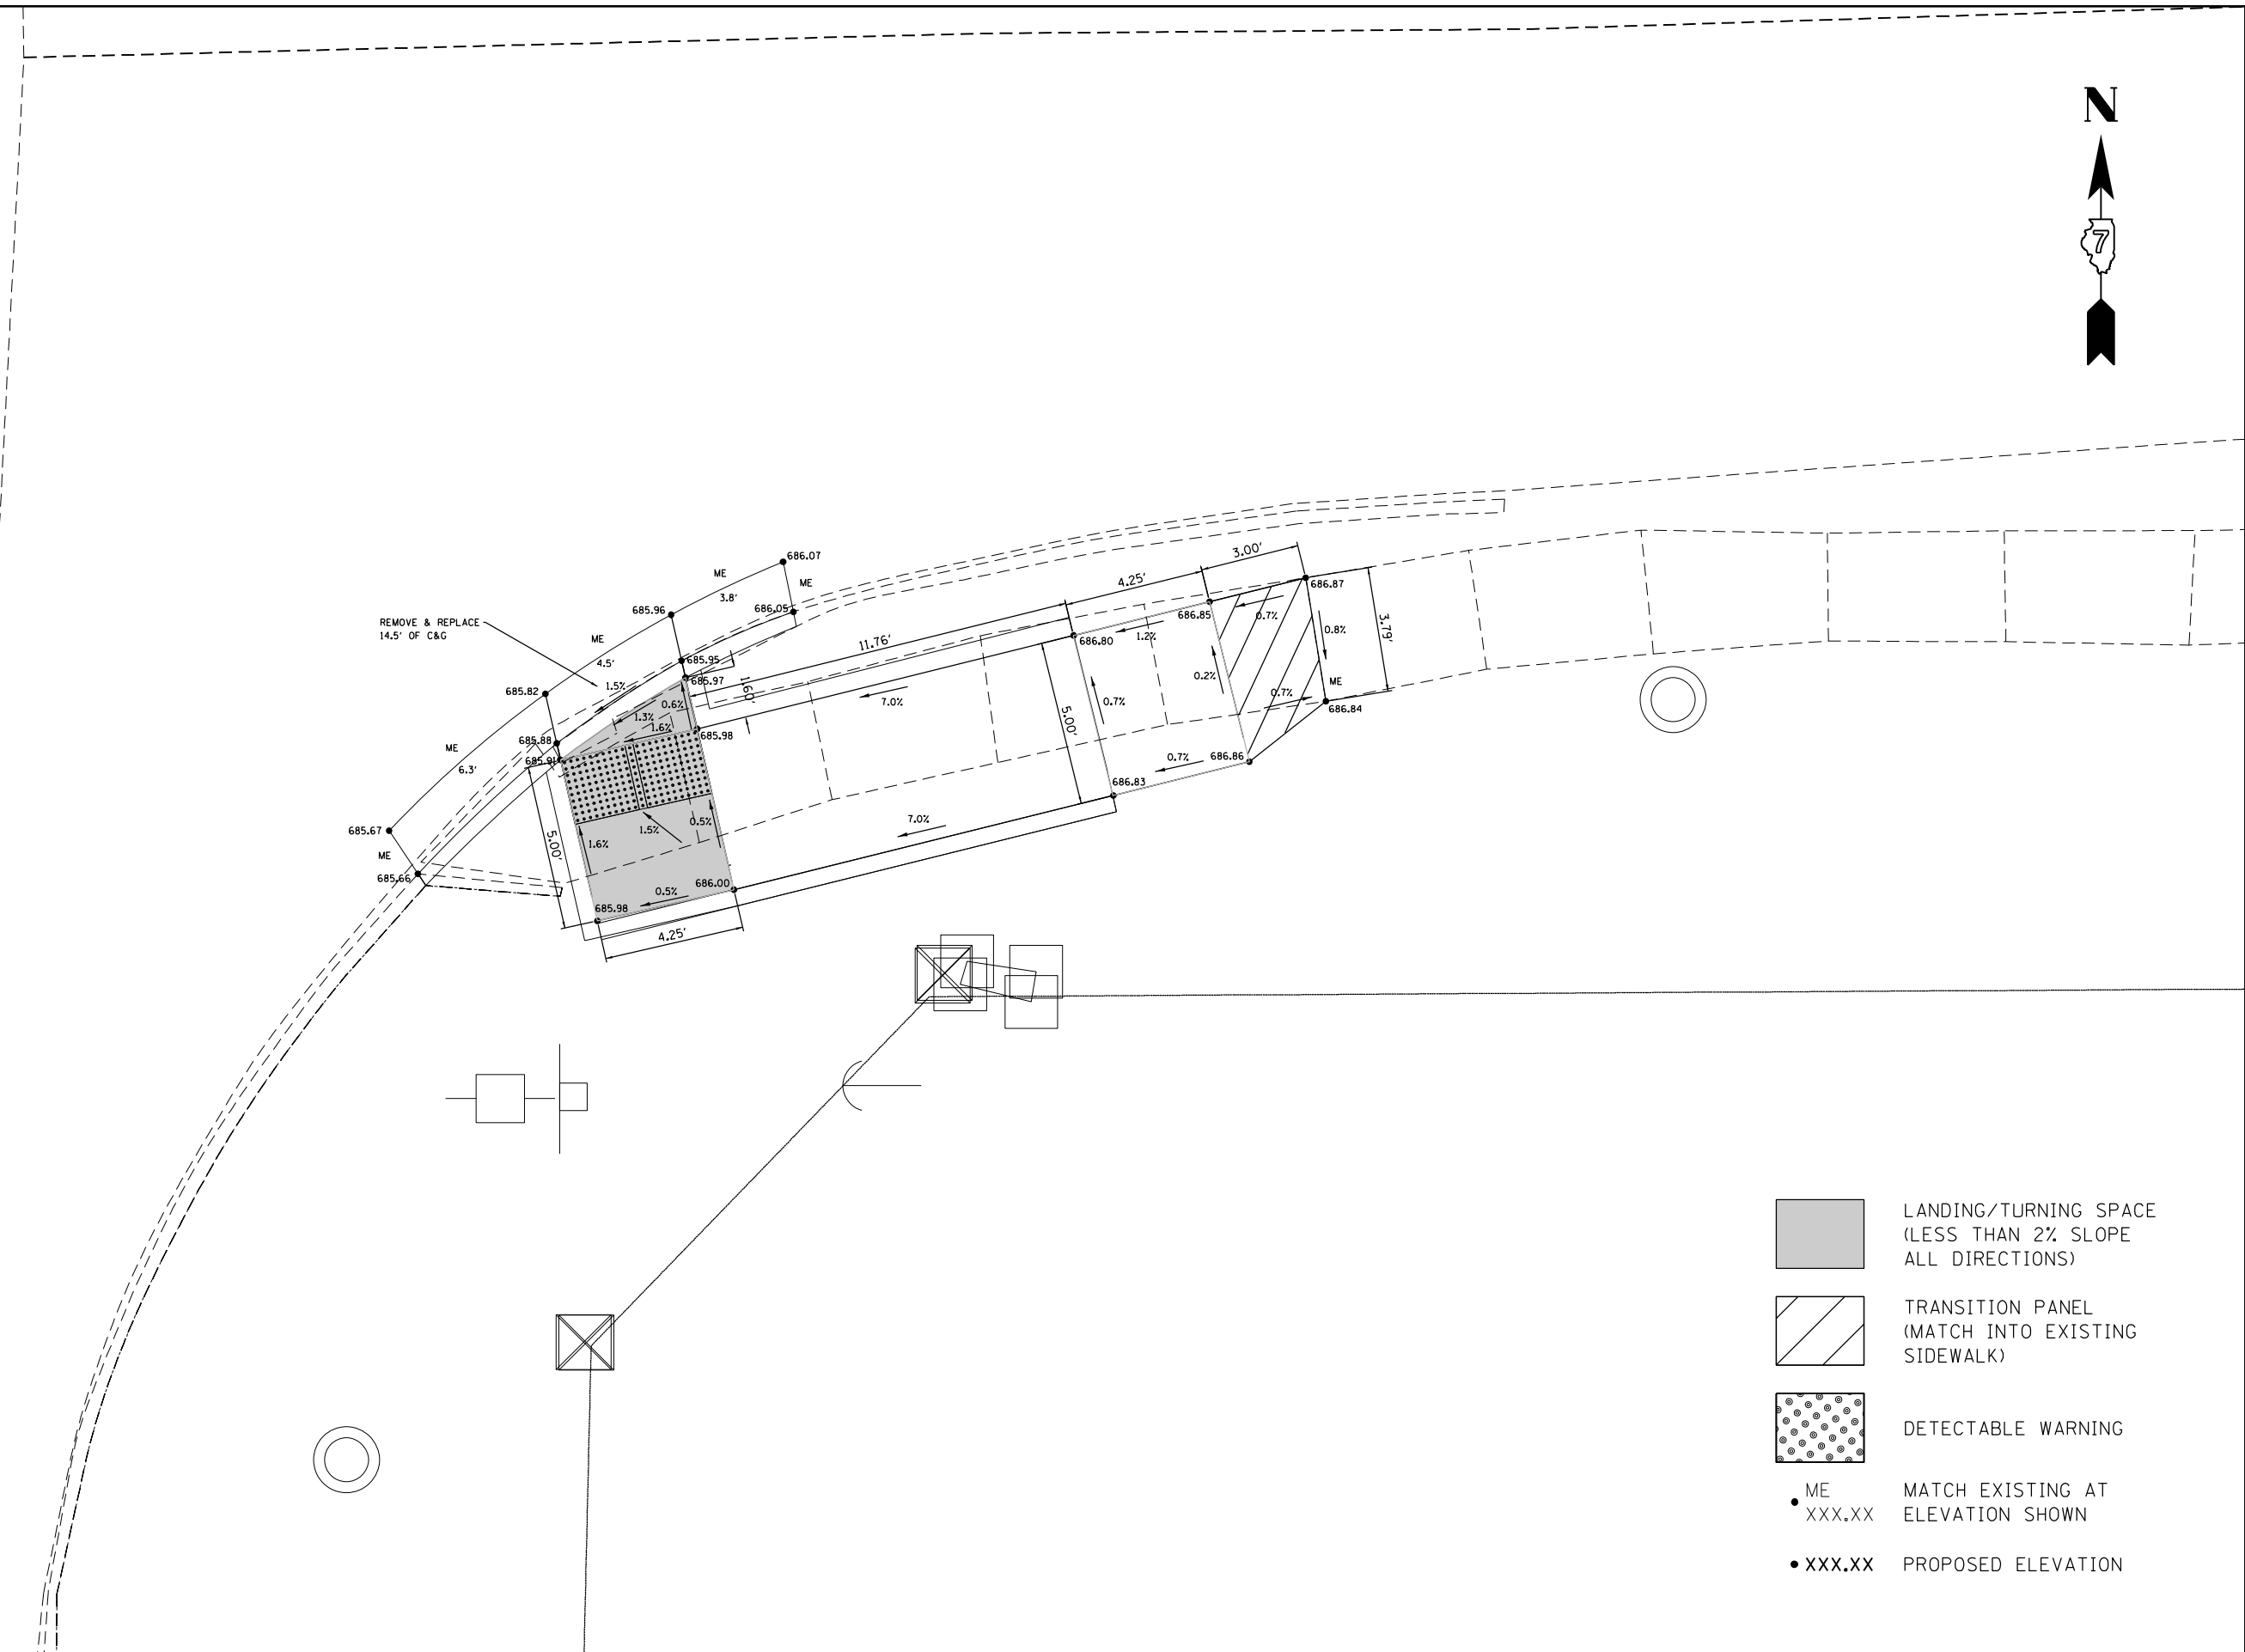 N
7
686.07
ME
ME
3.8'
685.96
686.05
REMOVE & REPLACE
14.5' OF C&G
ME
4.5'
685.95
685.97
1.5%
685.82
1.3%
0.6%
1.6%
1.60'
685.98
685.88
685.91
ME
6.3'
685.67
ME
685.66
5.00'
1.6%
1.5%
0.5%
0.5%
686.00
685.98
4.25'
11.76'
7.0%
7.0%
5.00'
4.25'
3.00'
686.80
1.2%
686.85
0.7%
686.87
0.8%
3.79'
ME
0.2%
0.7%
0.7%
686.84
0.7%
686.86
686.83
LANDING/TURNING SPACE
(LESS THAN 2% SLOPE
ALL DIRECTIONS)
TRANSITION PANEL
(MATCH INTO EXISTING
SIDEWALK)
DETECTABLE WARNING
ME
XXX.XX
MATCH EXISTING AT
ELEVATION SHOWN
XXX.XX PROPOSED ELEVATION